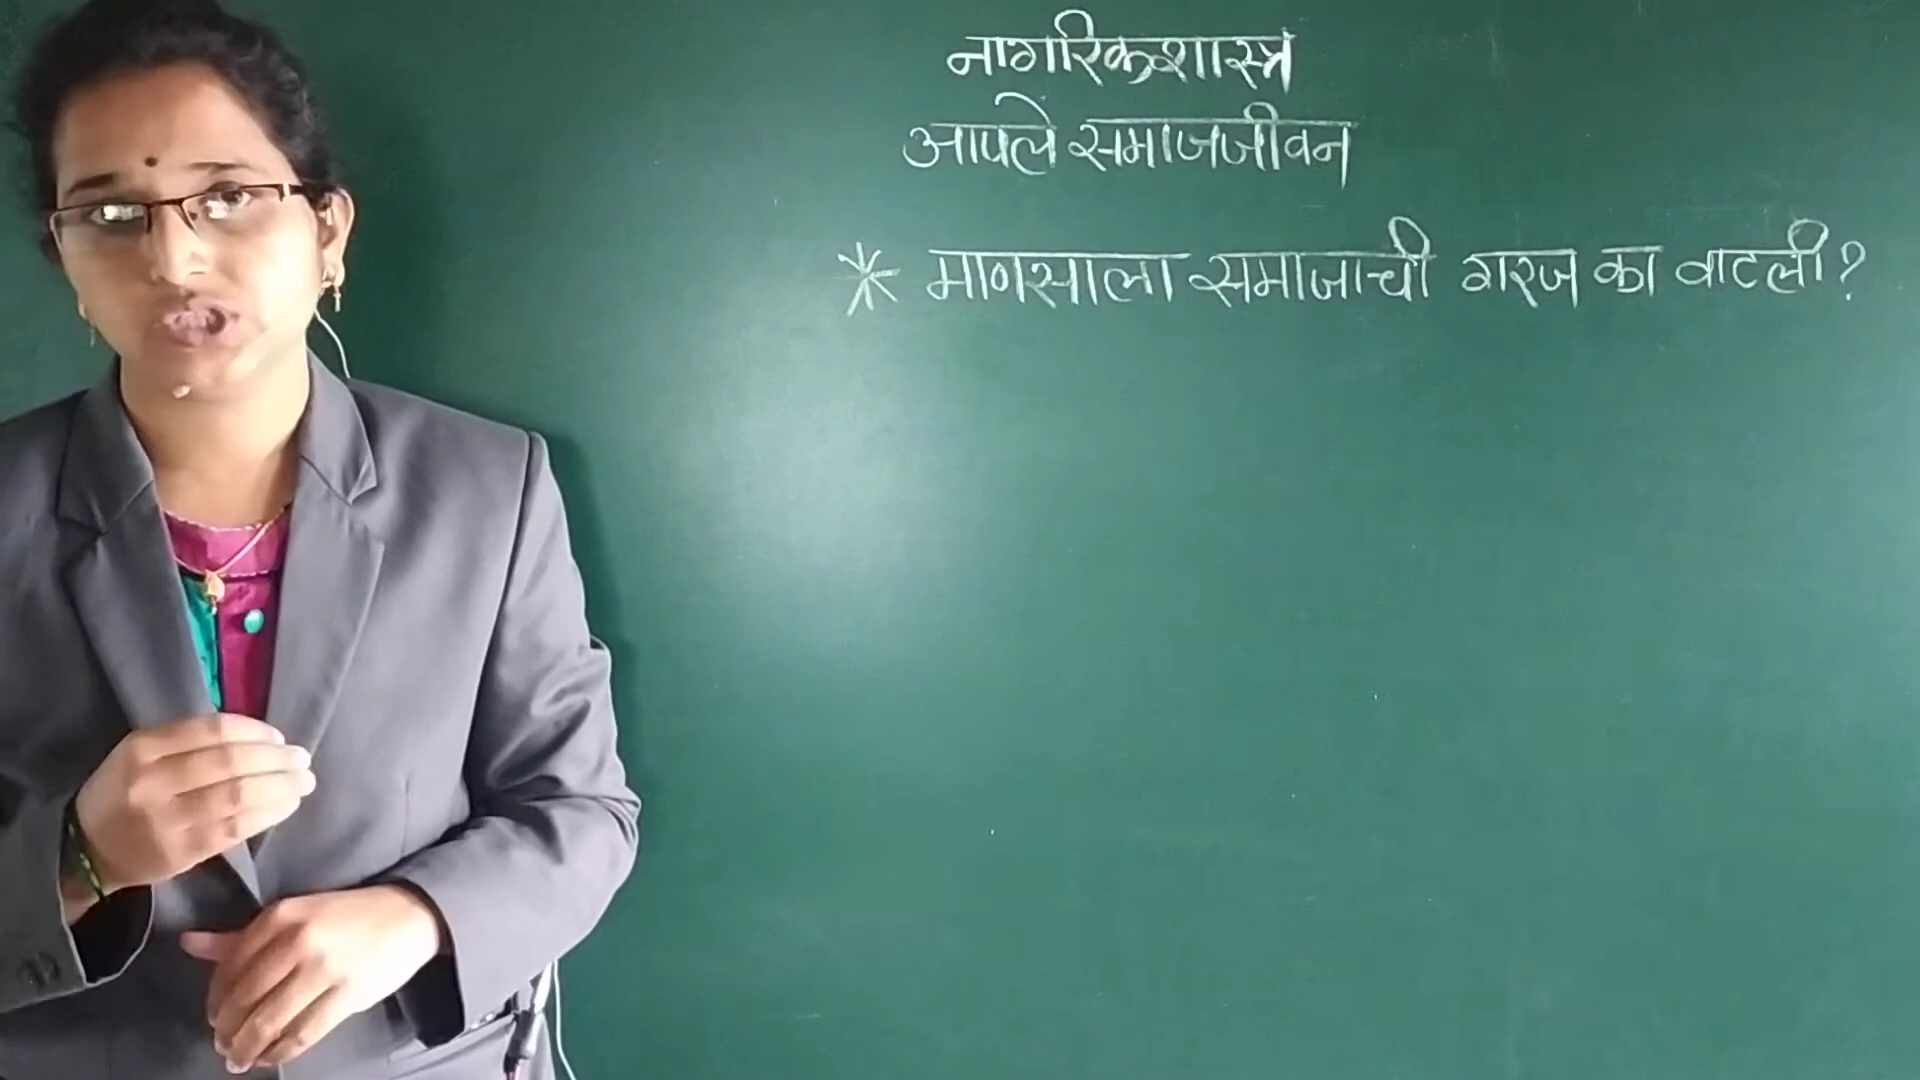 नागरिकशास्त्र
आपले समाजजीवन
* माणसाला समाजाची गरज का वाटली?